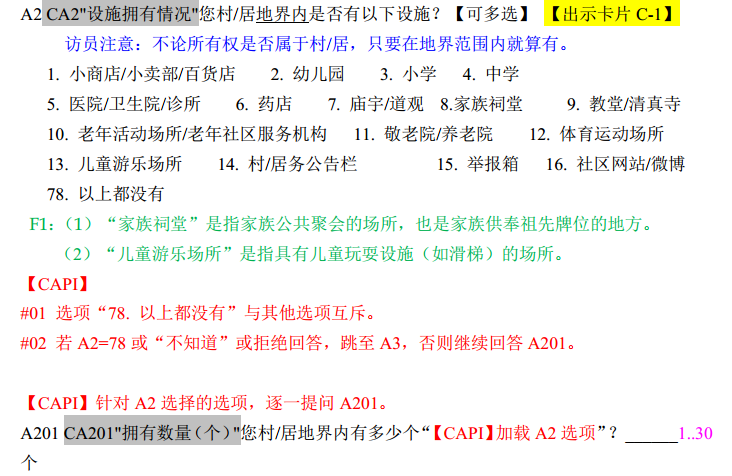 A2 CA2"设施拥有情况"您村/居地界内是否有以下设施？【可多选】 【出示卡片 C-1】
访员注意：不论所有权是否属于村/居，只要在地界范围内就算有。
1. 小商店/小卖部/百货店 2. 幼儿园 3. 小学 4. 中学
5. 医院/卫生院/诊所 6. 药店 7. 庙宇/道观 8.家族祠堂 9. 教堂/清真寺
10. 老年活动场所/老年社区服务机构 11. 敬老院/养老院 12. 体育运动场所
13. 儿童游乐场所 14. 村/居务公告栏 15. 举报箱 16. 社区网站/微博
78. 以上都没有
F1:（1）“家族祠堂”是指家族公共聚会的场所，也是家族供奉祖先牌位的地方。
（2）“儿童游乐场所”是指具有儿童玩耍设施（如滑梯）的场所。
【CAPI】
#01 选项“78. 以上都没有”与其他选项互斥。
#02 若 A2=78 或“不知道”或拒绝回答，跳至 A3，否则继续回答 A201。
【CAPI】针对 A2 选择的选项，逐一提问 A201。
A201 CA201"拥有数量（个）"您村/居地界内有多少个“【CAPI】加载 A2 选项”？______1..30
个